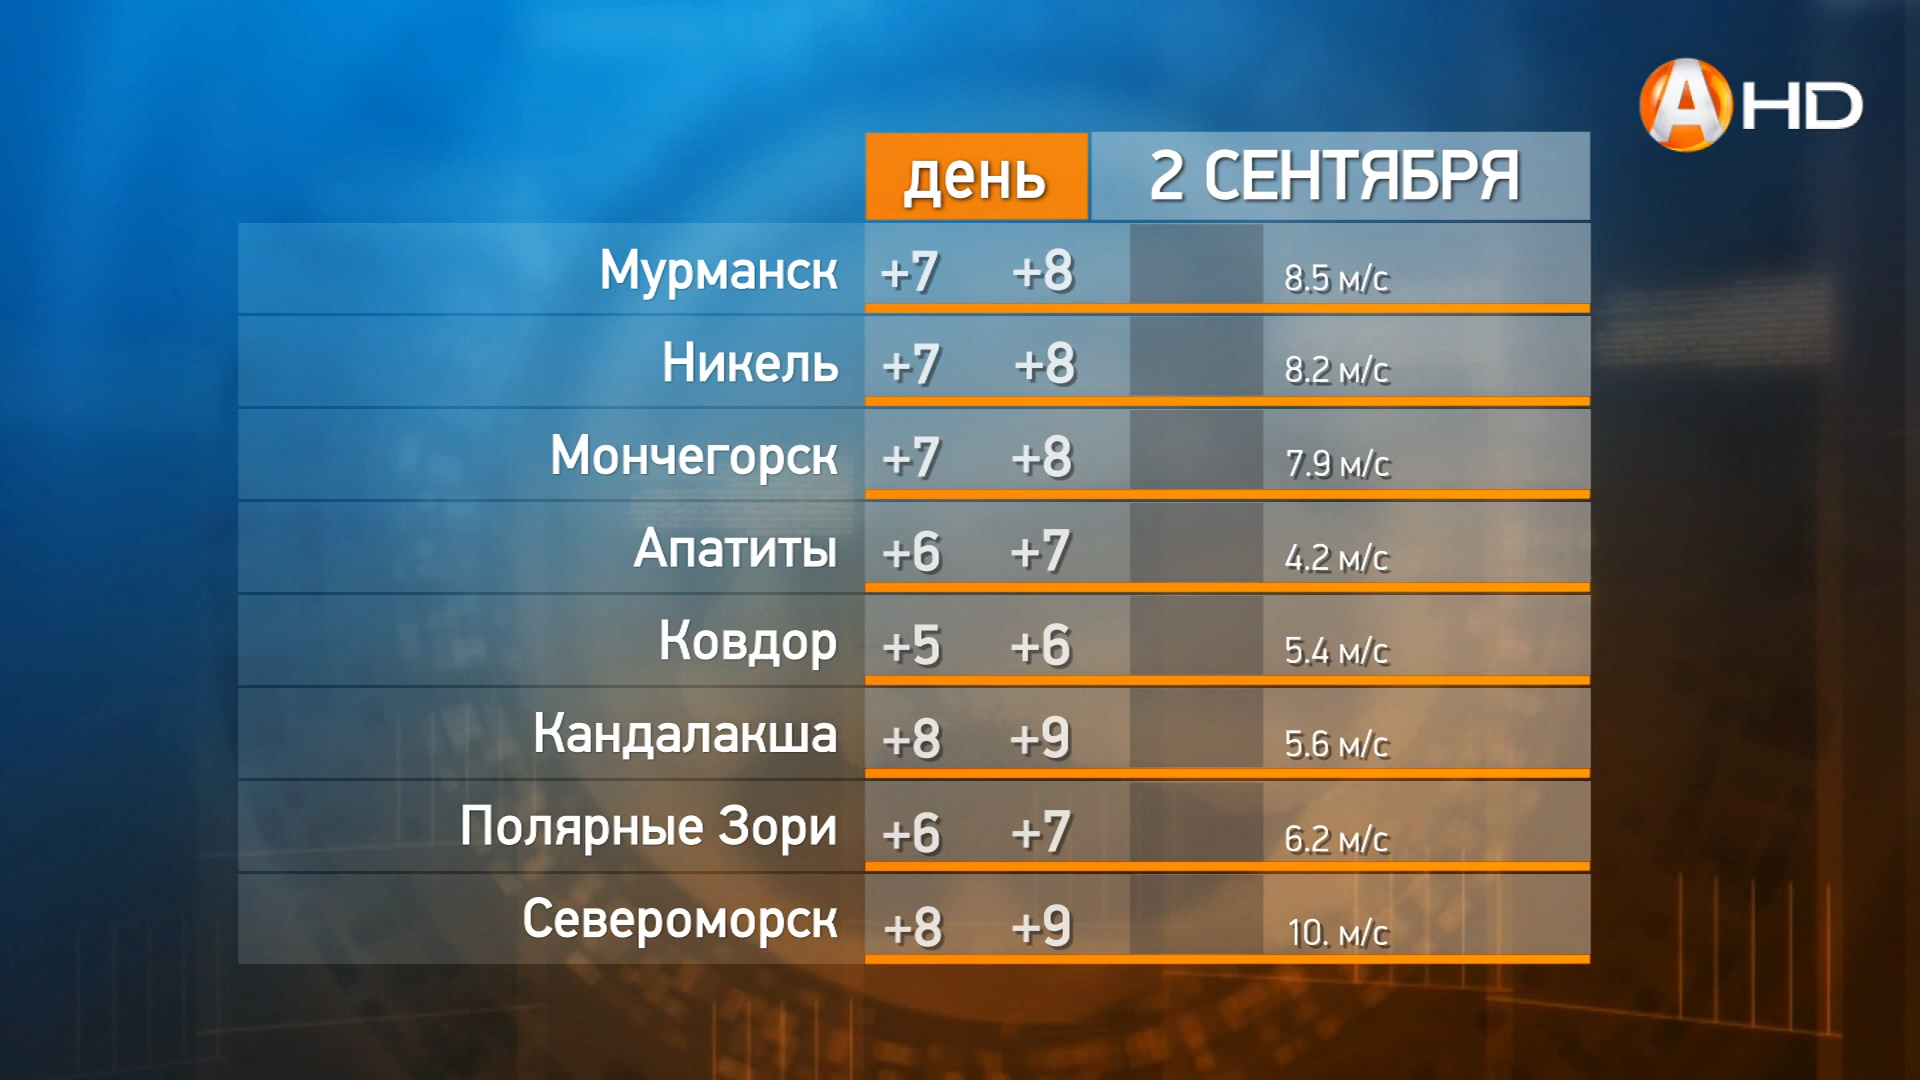 AHD
день 2 СЕНТЯБРЯ
Мурманск +7 +8 8.5 м/с
Никель +7 +8 8.2 м/с
Мончегорск +7 +8 7.9 м/с
Апатиты +6 +7 4.2 м/с
Ковдор +5 +6 5.4 м/с
Кандалакша +8 +9 5.6 м/с
Полярные Зори +6 +7 6.2 м/с
Североморск +8 +9 10. м/с